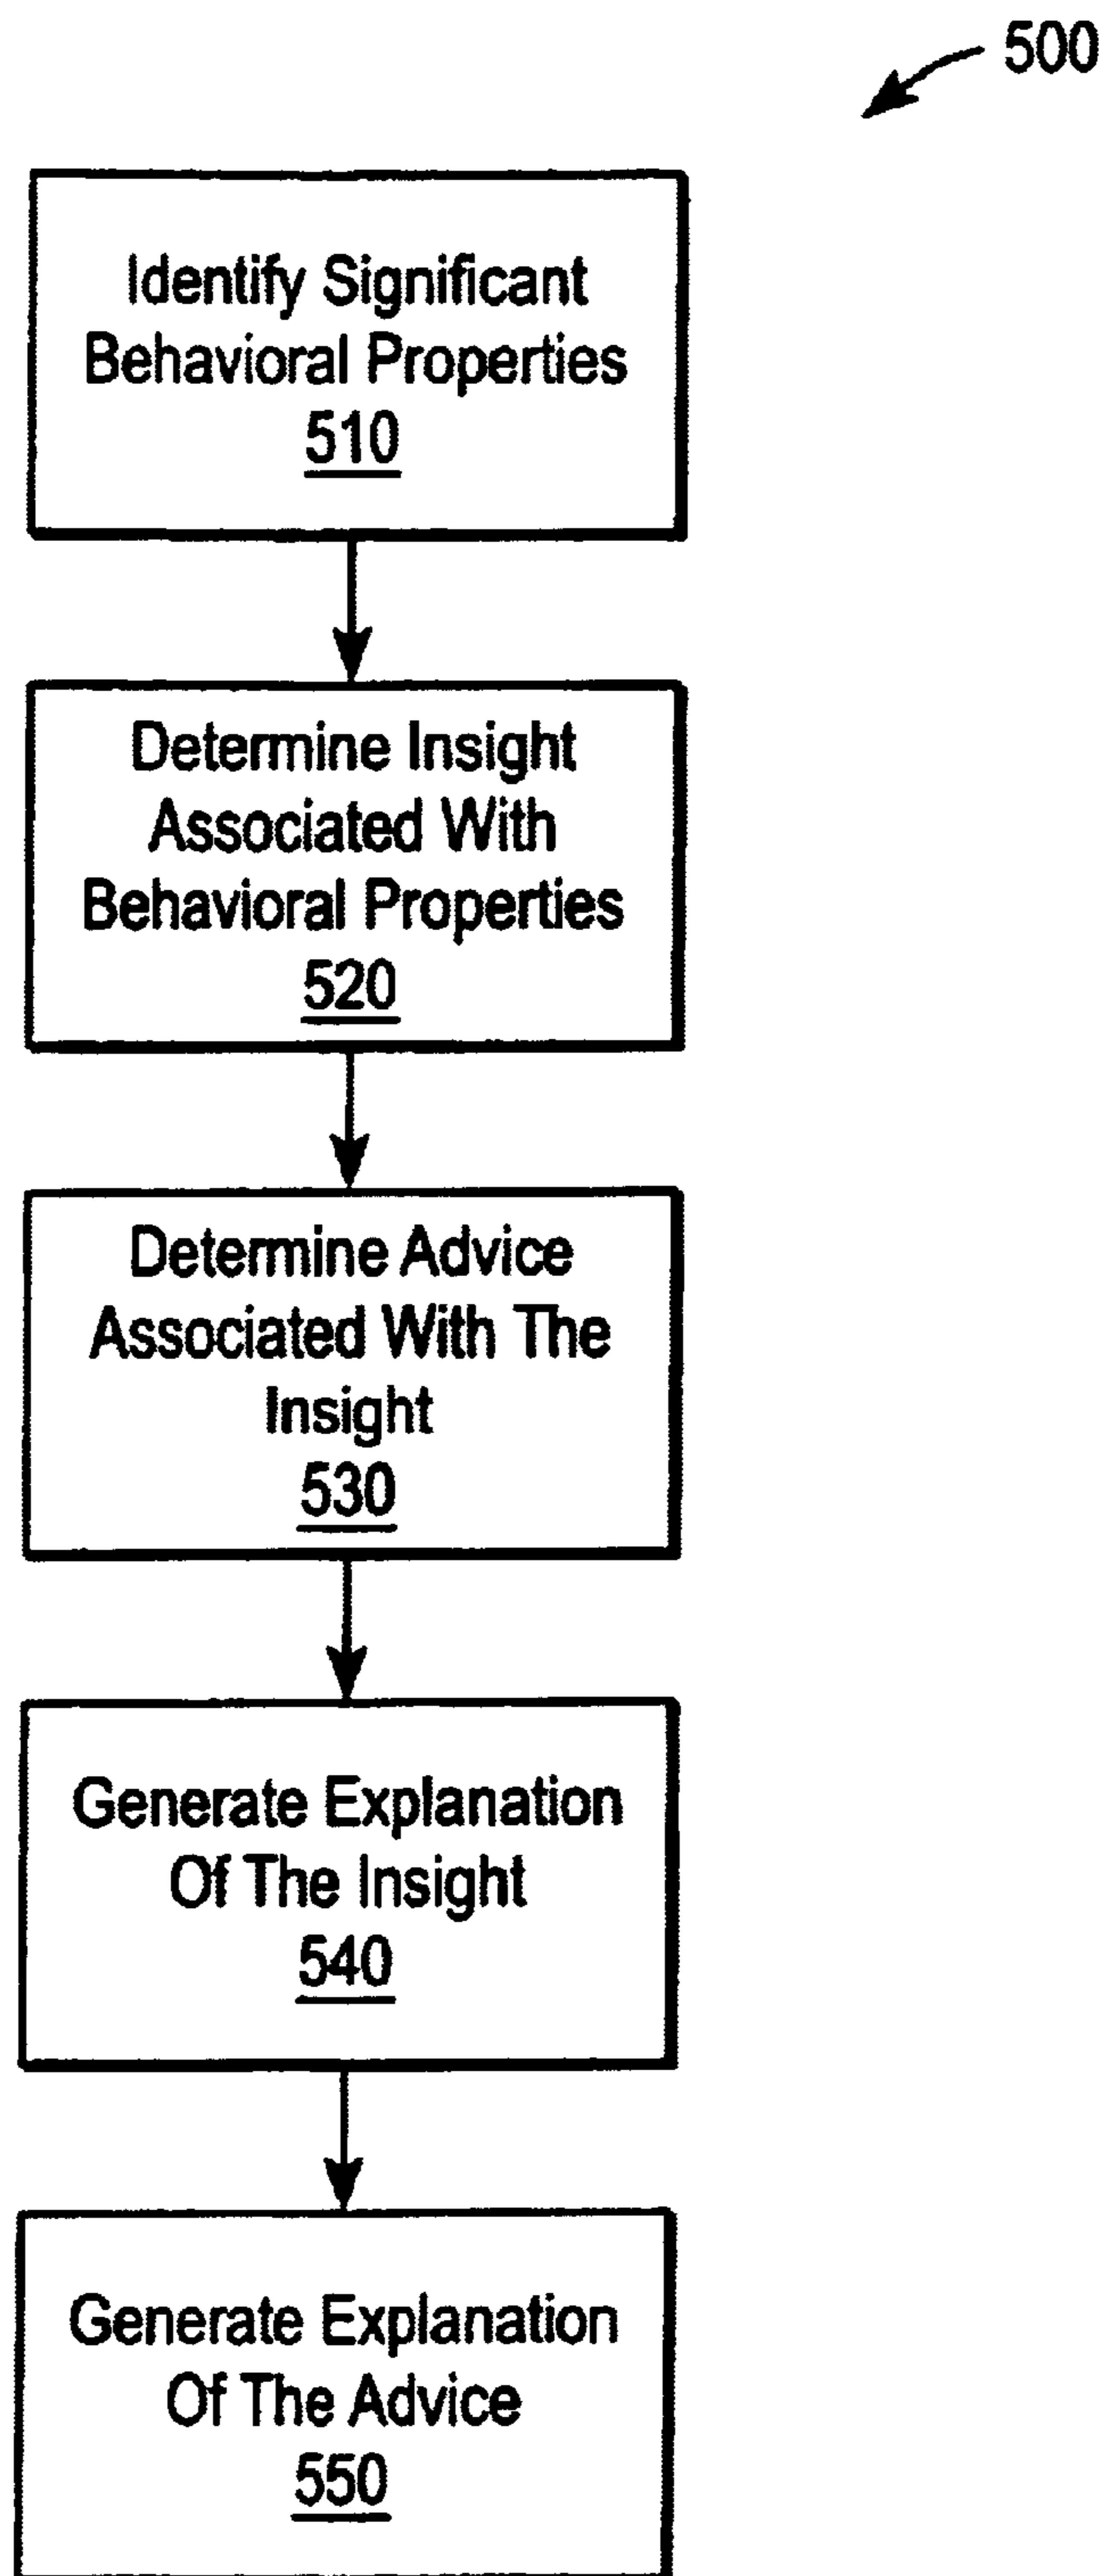 500
Identify Significant
Behavioral Properties
510
Determine Insight
Associated With
Behavioral Properties
520
Determine Advice
Associated With The
Insight
530
Generate Explanation
Of The Insight
540
Generate Explanation
Of The Advice
550